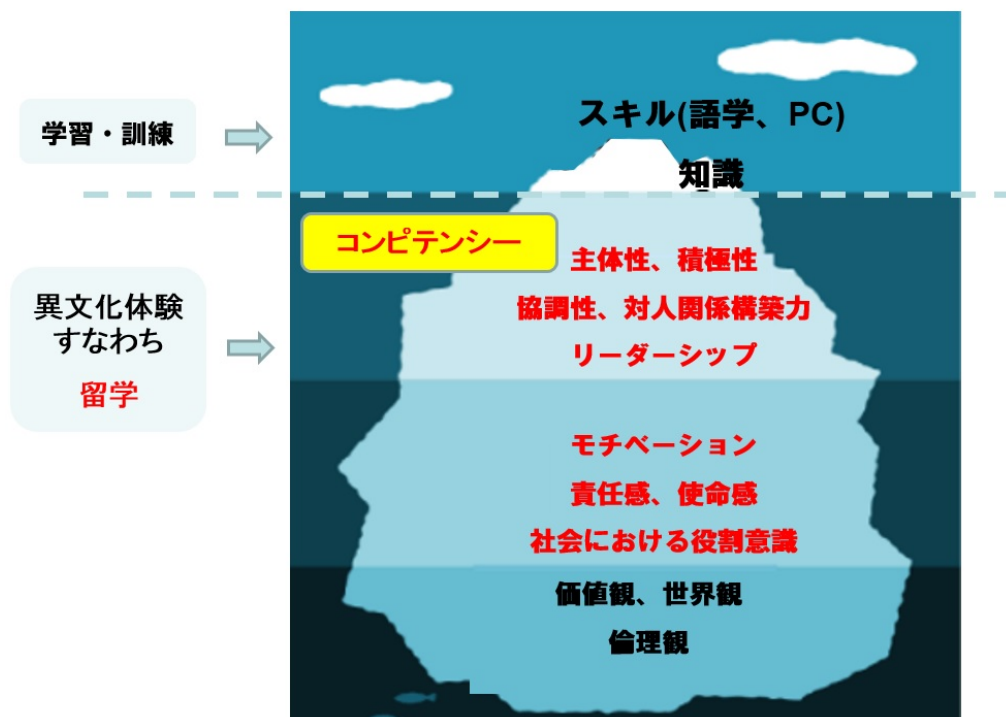 スキル(語学、PC)
学習・訓練
知識
コンピテンシー
主体性、積極性
協調性、対人関係構築力
異文化体験
すなわち
留学
リーダーシップ
モチベーション
責任感、使命感
社会における役割意識
価値観、世界観
倫理観